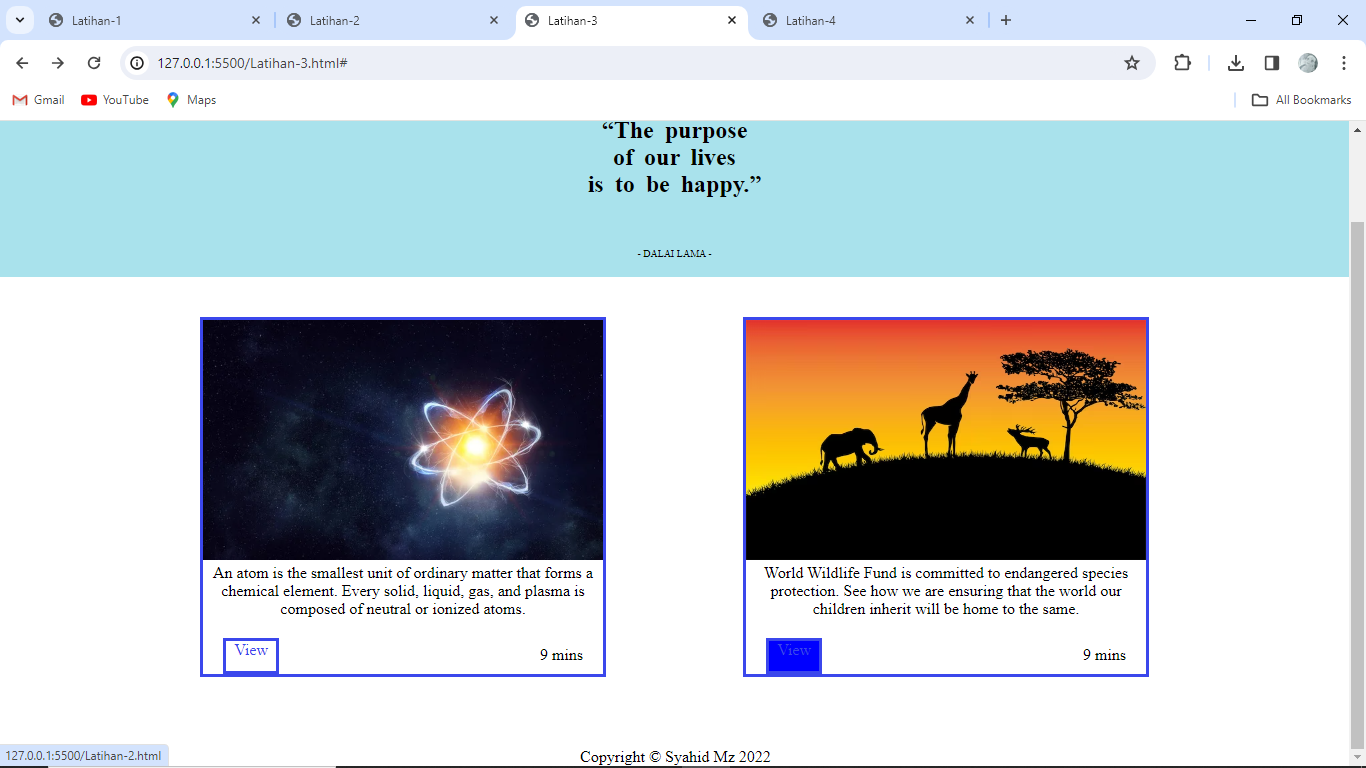 Latihan-1
Latihan-2
Latihan-3
Latihan-4
127.0.0.1:5500/Latihan-3.html#
Gmail
YouTube
Maps
All Bookmarks
“The purpose
of our lives
is to be happy.”
- DALAI LAMA -
An atom is the smallest unit of ordinary matter that forms a
chemical element. Every solid, liquid, gas, and plasma is
composed of neutral or ionized atoms.
View
9 mins
World Wildlife Fund is committed to endangered species
protection. See how we are ensuring that the world our
children inherit will be home to the same.
View
9 mins
127.0.0.1:5500/Latihan-2.html
Copyright © Syahid Mz 2022